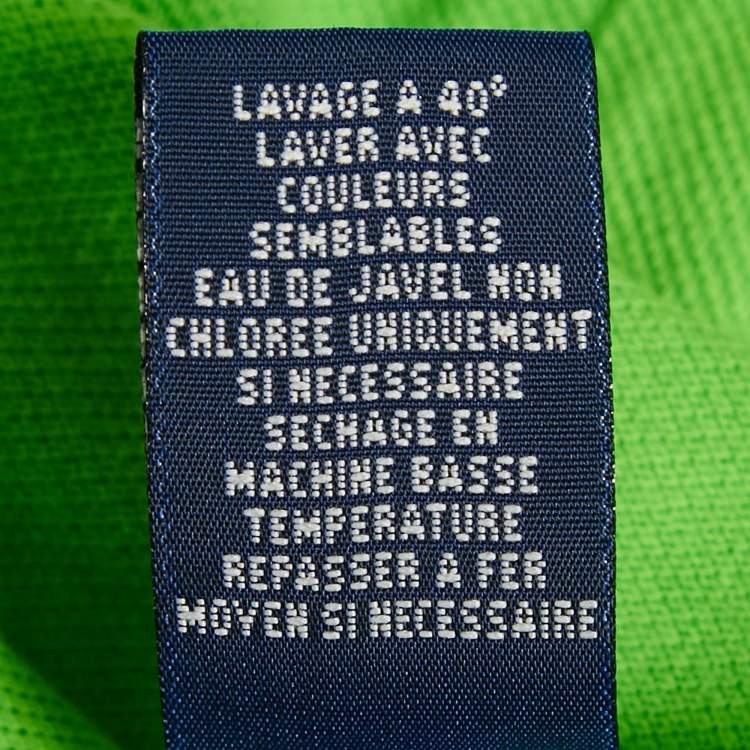 LAVAGE A 40°
LAVER AVEC
COULEURS
SEMBLABLES
EAU DE JAVEL NON
CHLOREE UNIQUEMENT
SI NECESSAIRE
SECHAGE EN
MACHINE BASSE
TEMPERATURE
REPASSER A FER
MOYEN SI NECESSAIRE